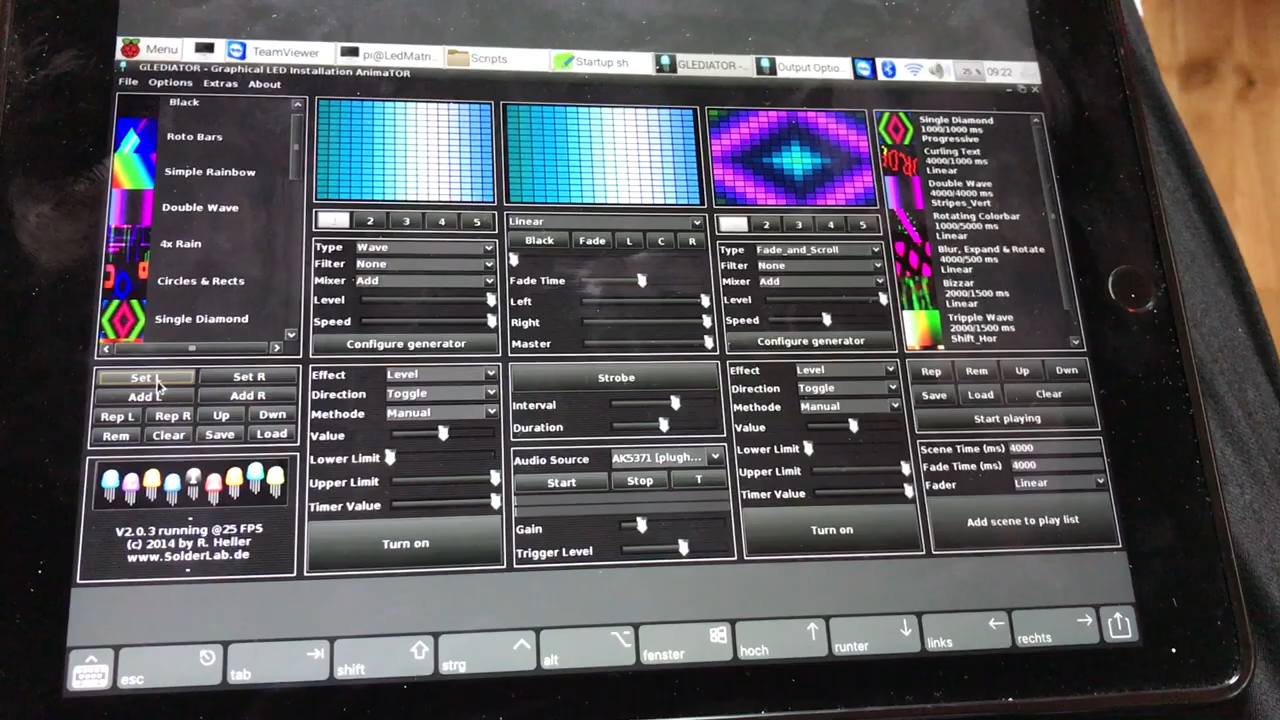 Menu TeamViewer pi@LedMatri... Scripts Startup sh GLEDIATOR -... Output Optio... 25 % 09:22
GLEDIATOR - Graphical LED Installation AnimaTOR
File Options Extras About
Black
Roto Bars
Simple Rainbow
Double Wave
4x Rain
Circles & Rects
Single Diamond
Set L Set R
Add L Add R
Rep L Rep R Up Dwn
Rem Clear Save Load
V2.0.3 running @25 FPS
(c) 2014 by R. Heller
www.SolderLab.de
2 3 4 5
Type Wave
Filter None
Mixer Add
Level
Speed
Configure generator
Effect Level
Direction Toggle
Methode Manual
Value
Lower Limit
Upper Limit
Timer Value
Turn on
Linear
Black Fade L C R
Fade Time
Left
Right
Master
Strobe
Interval
Duration
Audio Source AK5371 [plugh...
Start Stop T
Gain
Trigger Level
2 3 4 5
Type Fade_and_Scroll
Filter None
Mixer Add
Level
Speed
Configure generator
Effect Level
Direction Toggle
Methode Manual
Value
Lower Limit
Upper Limit
Timer Value
Turn on
Single Diamond
1000/1000 ms
Progressive
Curling Text
4000/1000 ms
Linear
Double Wave
4000/4000 ms
Stripes_Vert
Rotating Colorbar
1000/5000 ms
Linear
Blur, Expand & Rotate
4000/500 ms
Linear
Bizzar
2000/1500 ms
Linear
Tripple Wave
2000/1500 ms
Shift_Hor
Rep Rem Up Dwn
Save Load Clear
Start playing
Scene Time (ms) 4000
Fade Time (ms) 4000
Fader Linear
Add scene to play list
esc tab shift strg alt fenster hoch runter links rechts